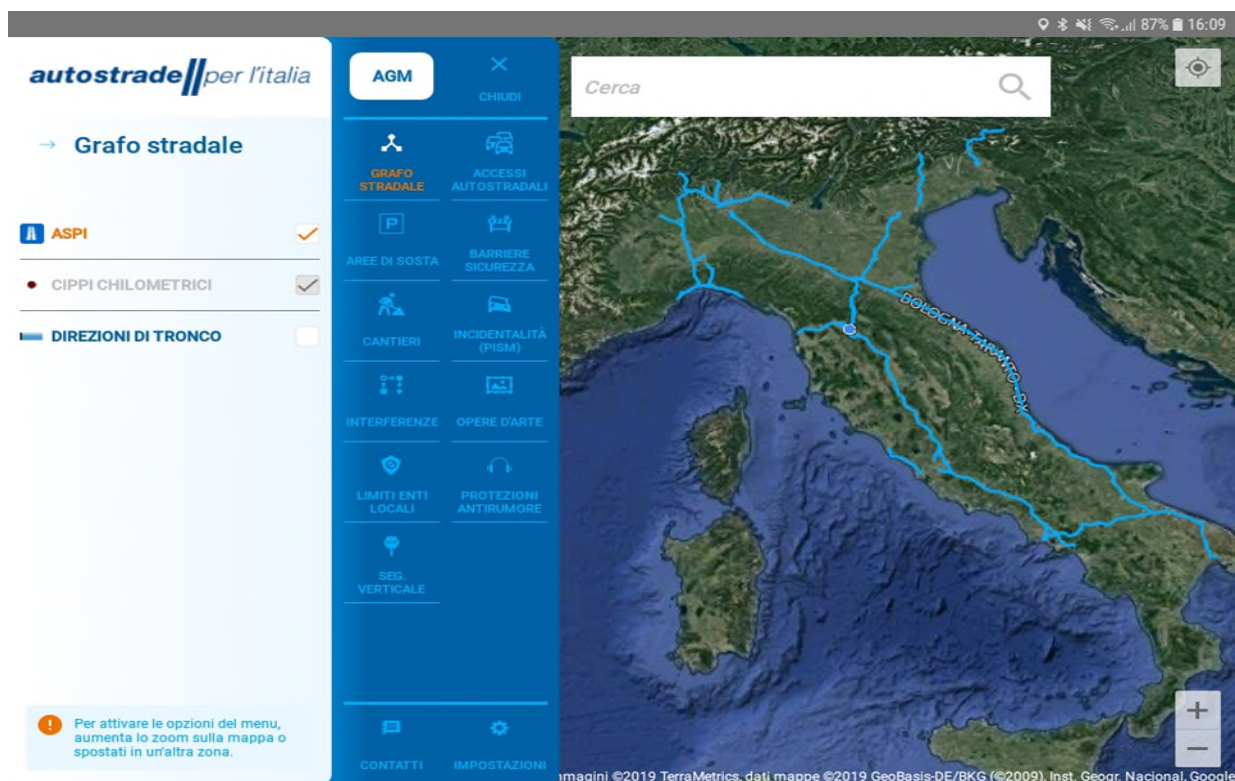 87% 16:09
autostrade per l'italia
AGM
CHIUDI
Cerca
Grafo stradale
GRAFO
STRADALE
ACCESSI
AUTOSTRADALI
ASPI
CIPPI CHILOMETRICI
DIREZIONI DI TRONCO
P
AREE DI SOSTA
BARRIERE
SICUREZZA
CANTIERI
INCIDENTALITÀ
(PISM)
INTERFERENZE
OPERE D'ARTE
LIMITI ENTI
LOCALI
PROTEZIONI
ANTIRUMORE
SEG.
VERTICALE
BOLOGNA-TARANTO - DX
Per attivare le opzioni del menu,
aumenta lo zoom sulla mappa o
spostati in un'altra zona.
CONTATTI
IMPOSTAZIONI
+
−
mmagini ©2019 TerraMetrics, dati mappe ©2019 GeoBasis-DE/BKG (©2009), Inst. Geogr. Nacional, Google